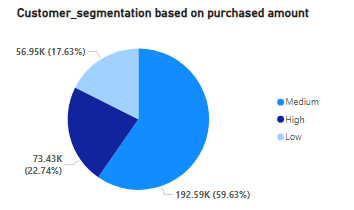 Customer_segmentation based on purchased amount
56.95K (17.63%)
Medium
High
Low
73.43K
(22.74%)
192.59K (59.63%)